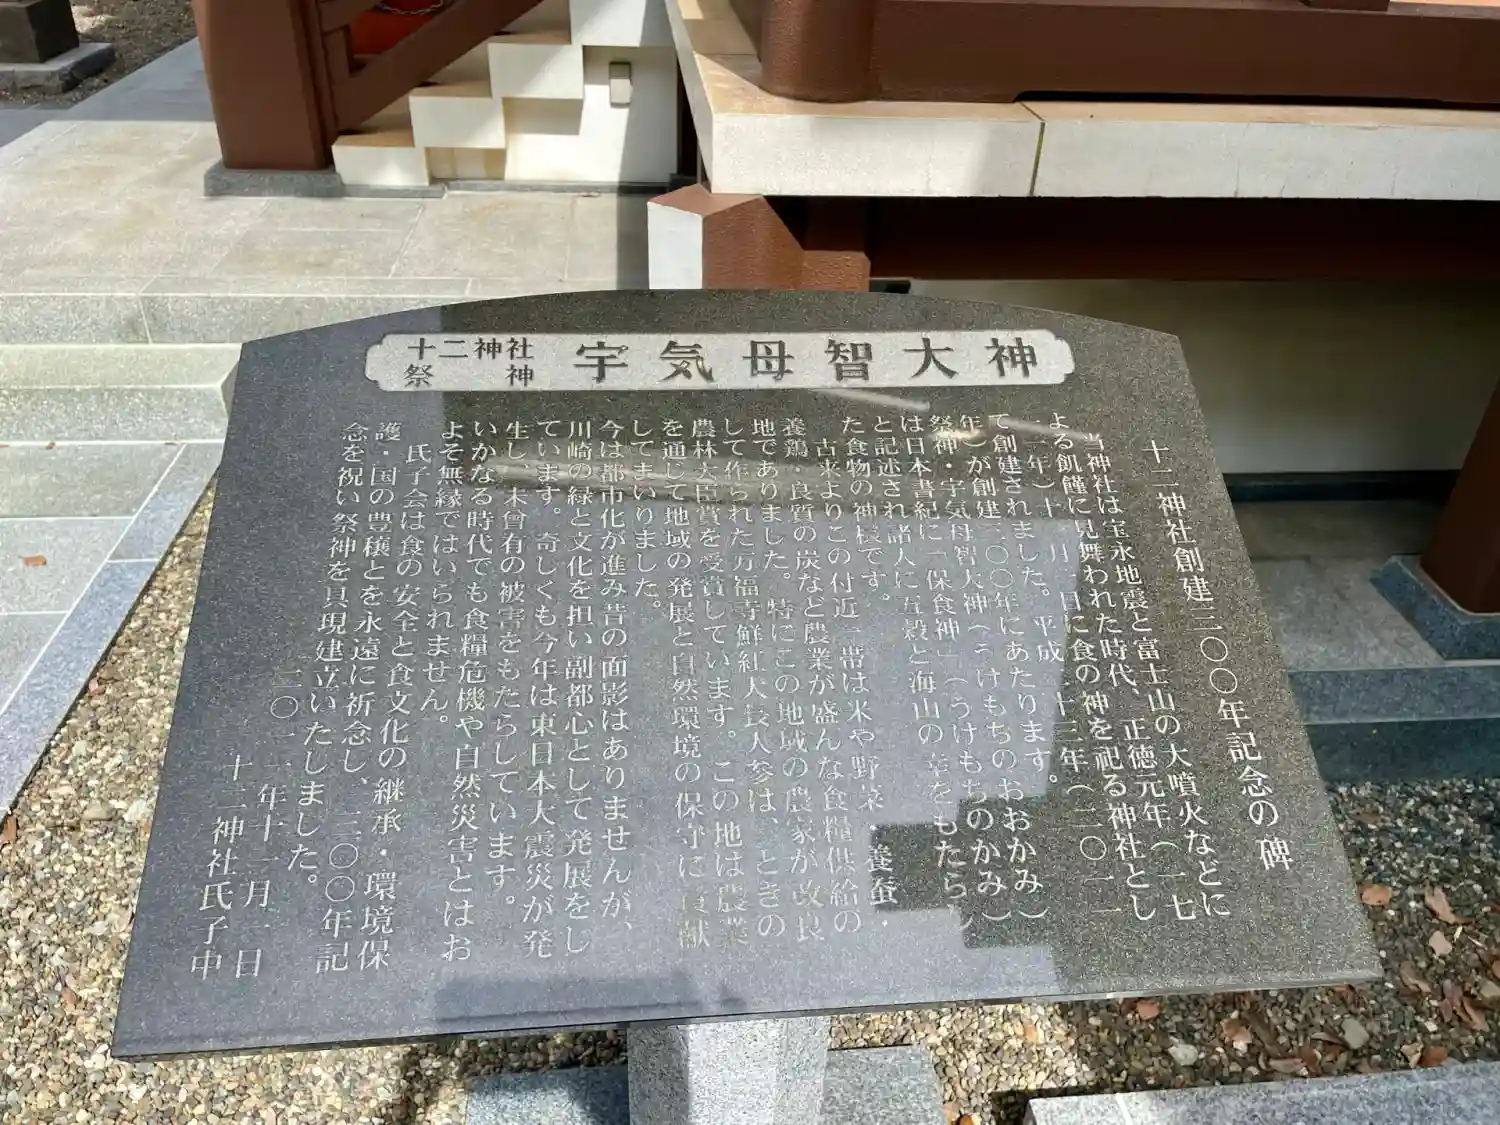 十二神社
祭神
宇気母智大神
十二神社創建三〇〇年記念の碑
当神社は宝永地震と富士山の大噴火などに
よる飢饉に見舞われた時代、正徳元年(一七
一一年)十一月一日に食の神を祀る神社とし
て創建されました。平成二十三年(二〇一一
年)が創建三〇〇年にあたります。
祭神・宇気母智大神(うけもちのおおかみ)
は日本書紀に「保食神」(うけもちのかみ)
と記述され諸人に五穀と海山の幸をもたらし
た食物の神様です。
古来よりこの付近一帯は米や野菜、養蚕・
養鶏・良質の炭など農業が盛んな食糧供給の
地でありました。特にこの地域の農家が改良
して作られた万福寺鮮紅大長人参は、ときの
農林大臣賞を受賞しています。この地は農業
を通じて地域の発展と自然環境の保守に貢献
してまいりました。
今は都市化が進み昔の面影はありませんが、
川崎の緑と文化を担い副都心として発展をし
ています。奇しくも今年は東日本大震災が発
生し、未曾有の被害をもたらしています。
いかなる時代でも食糧危機や自然災害とはお
よそ無縁ではいられません。
氏子会は食の安全と食文化の継承・環境保
護・国の豊穣とを永遠に祈念し、三〇〇年記
念を祝い祭神を具現建立いたしました。
二〇一一年十一月一日
十二神社氏子中